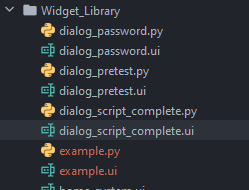 Widget_Library
dialog_password.py
dialog_password.ui
dialog_pretest.py
dialog_pretest.ui
dialog_script_complete.py
dialog_script_complete.ui
example.py
example.ui